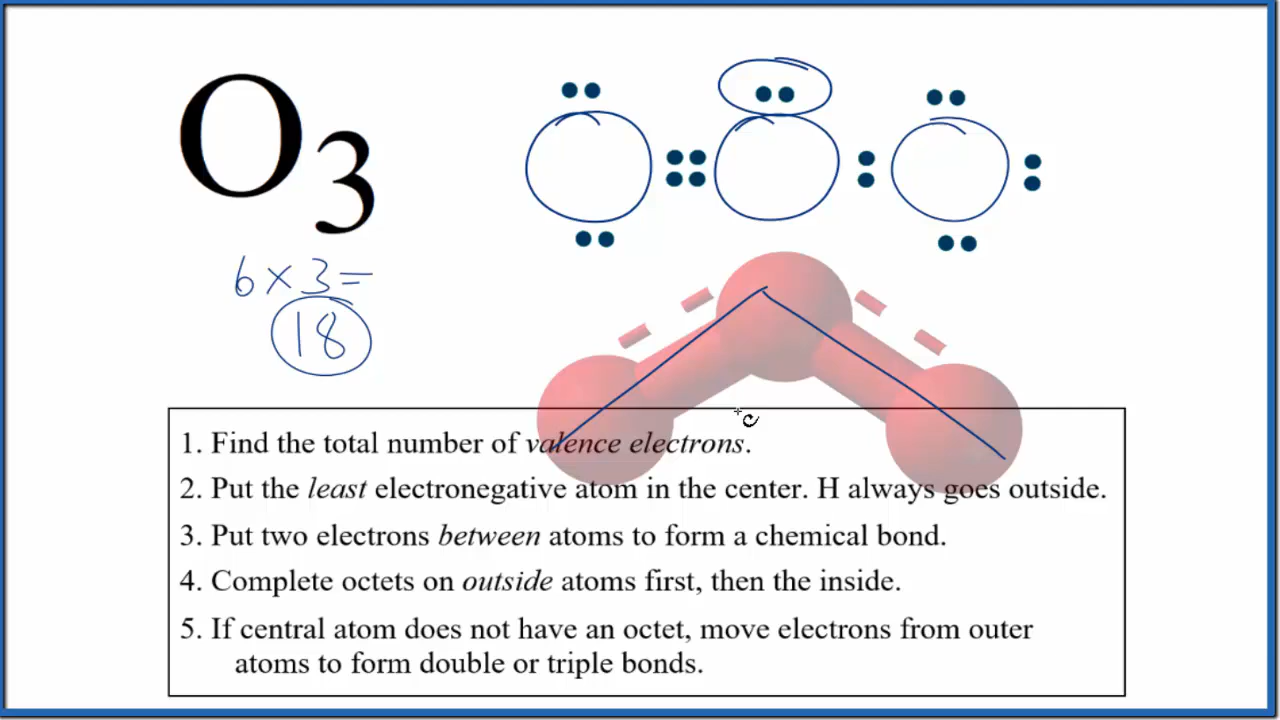 O3
6 × 3 =
18
1. Find the total number of valence electrons.
2. Put the least electronegative atom in the center. H always goes outside.
3. Put two electrons between atoms to form a chemical bond.
4. Complete octets on outside atoms first, then the inside.
5. If central atom does not have an octet, move electrons from outer
atoms to form double or triple bonds.